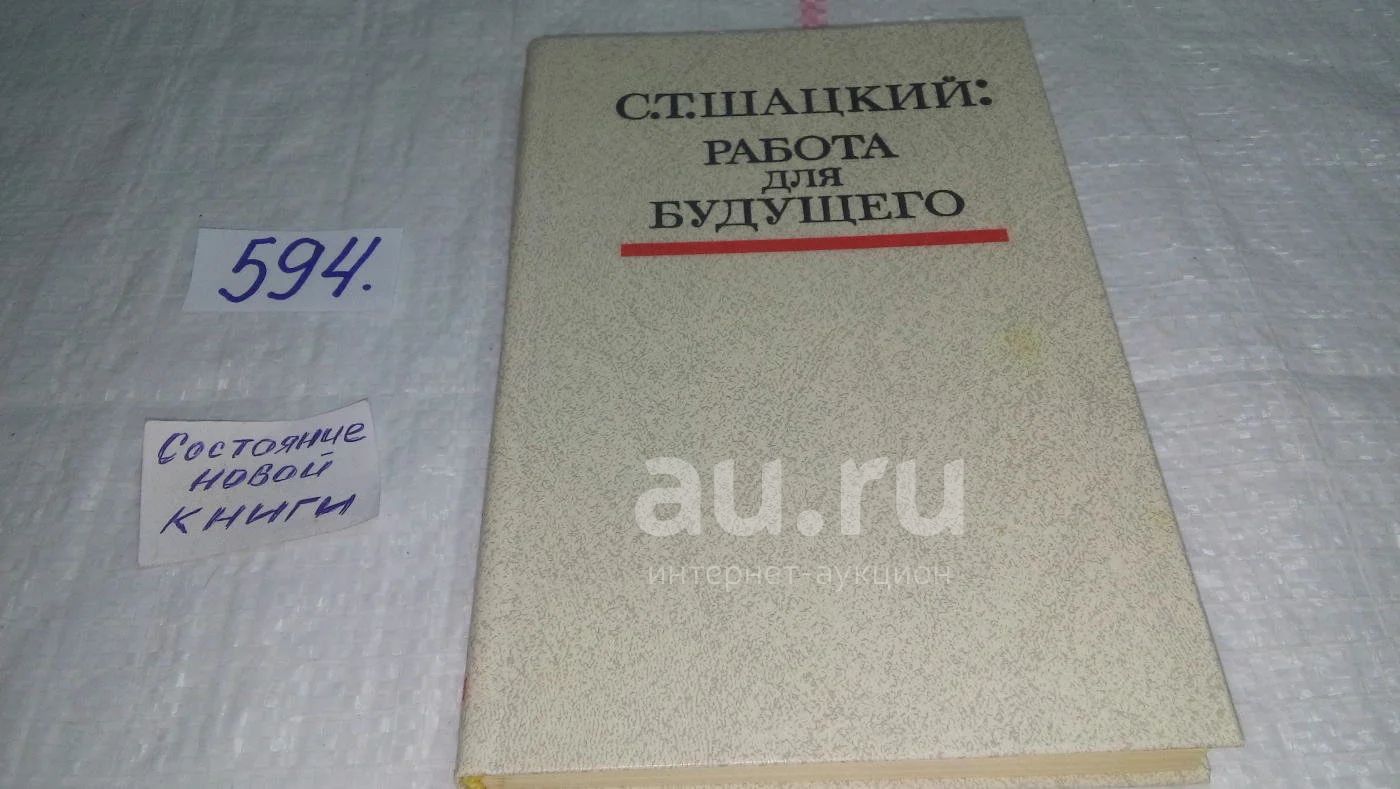 С.Т.ШАЦКИЙ:
РАБОТА
ДЛЯ
БУДУЩЕГО
594.
Состояние
новой
книги
au.ru
интернет-аукцион